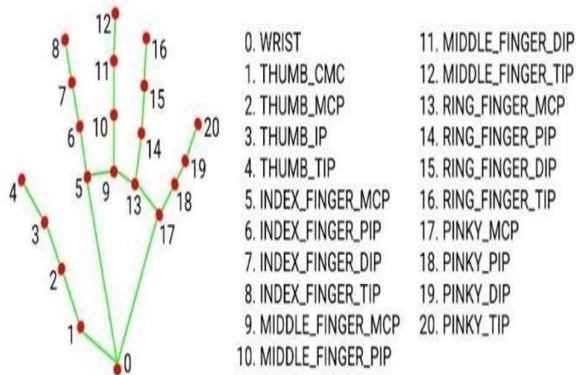 12
8
16
11
7
15
20
10
6
14
19
4
5
9
13
18
3
17
2
1
0
0. WRIST
1. THUMB_CMC
2. THUMB_MCP
3. THUMB_IP
4. THUMB_TIP
5. INDEX_FINGER_MCP
6. INDEX_FINGER_PIP
7. INDEX_FINGER_DIP
8. INDEX_FINGER_TIP
9. MIDDLE_FINGER_MCP
10. MIDDLE_FINGER_PIP
11. MIDDLE_FINGER_DIP
12. MIDDLE_FINGER_TIP
13. RING_FINGER_MCP
14. RING_FINGER_PIP
15. RING_FINGER_DIP
16. RING_FINGER_TIP
17. PINKY_MCP
18. PINKY_PIP
19. PINKY_DIP
20. PINKY_TIP